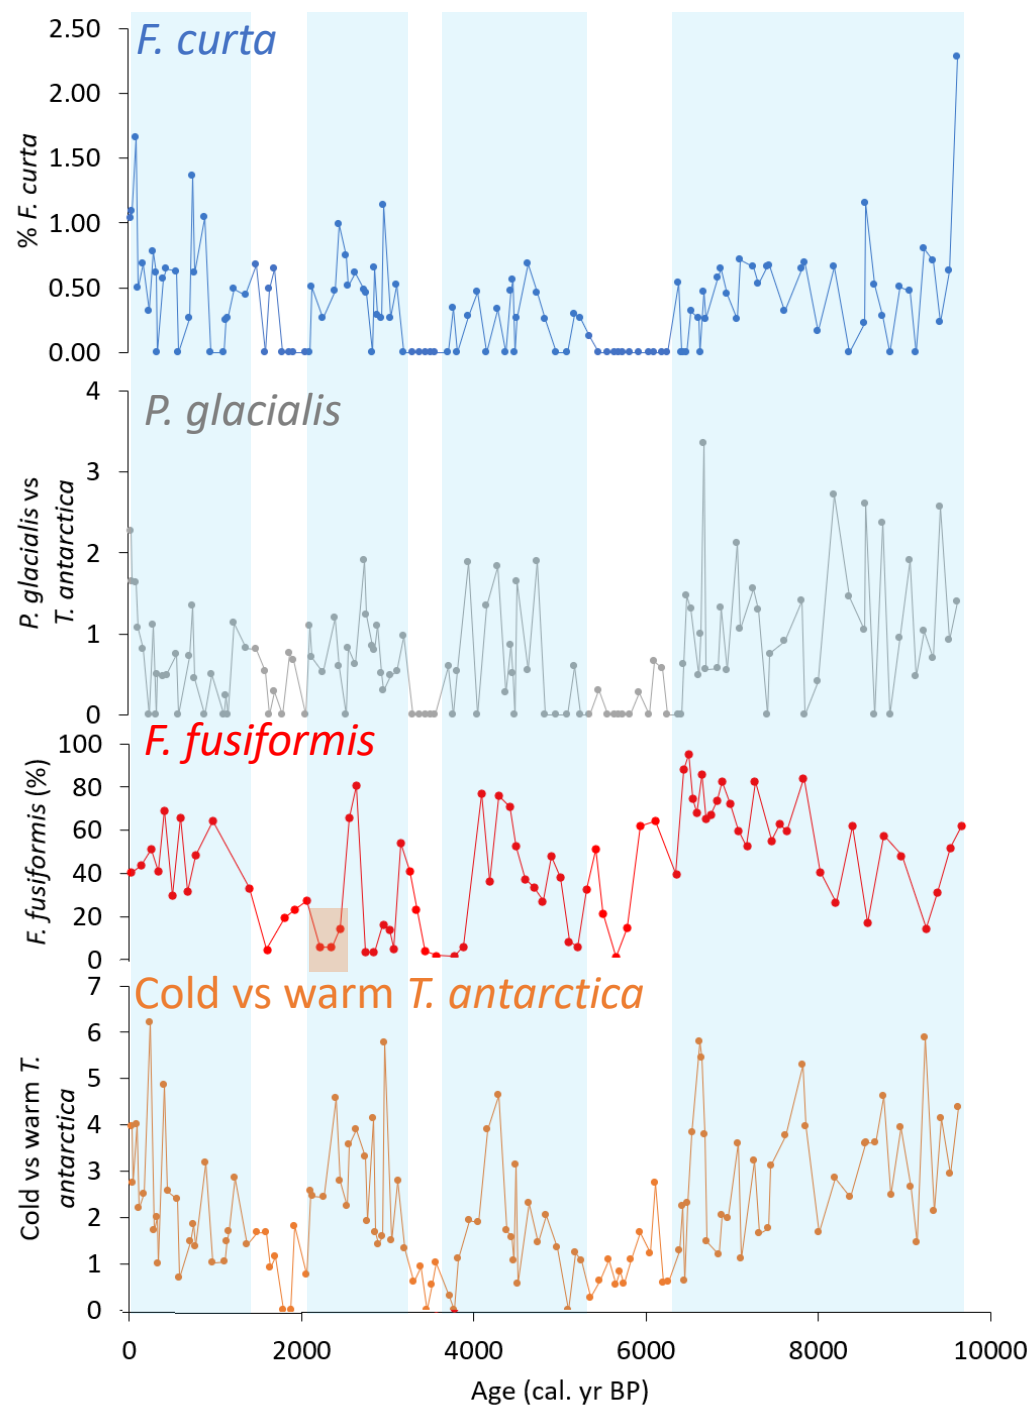 F. curta
2.50
2.00
1.50
1.00
0.50
0.00
% F. curta
P. glacialis
4
3
2
1
0
P. glacialis vs
T. antarctica
F. fusiformis
100
80
60
40
20
0
F. fusiformis (%)
Cold vs warm T. antarctica
7
6
5
4
3
2
1
0
Cold vs warm T.
antarctica
0
2000
4000
6000
8000
10000
Age (cal. yr BP)